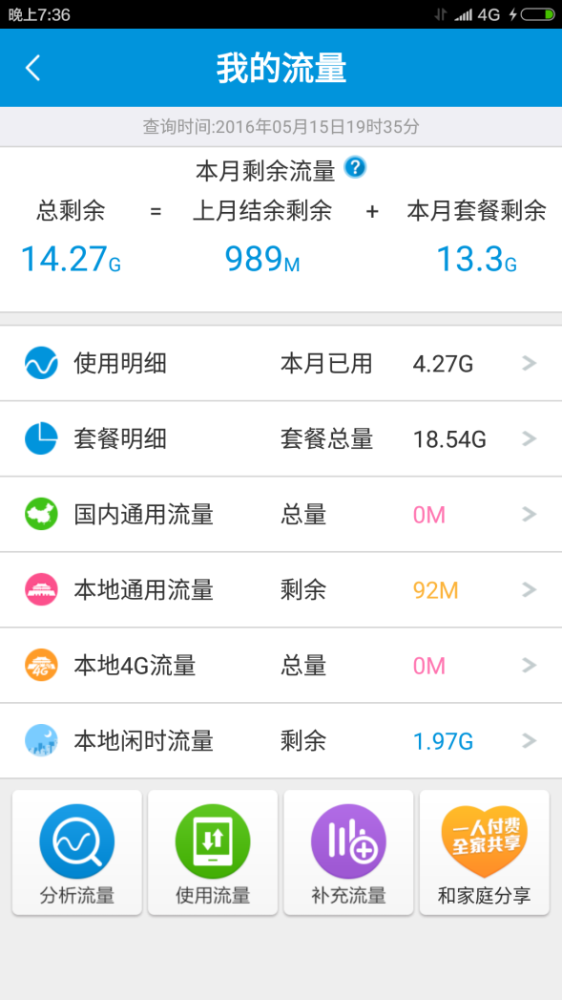 晚上7:36 4G
我的流量
查询时间:2016年05月15日19时35分
本月剩余流量 ?
总剩余 = 上月结余剩余 + 本月套餐剩余
14.27G 989M 13.3G
使用明细 本月已用 4.27G
套餐明细 套餐总量 18.54G
国内通用流量 总量 0M
本地通用流量 剩余 92M
本地4G流量 总量 0M
本地闲时流量 剩余 1.97G
一人付费
全家共享
分析流量 使用流量 补充流量 和家庭分享